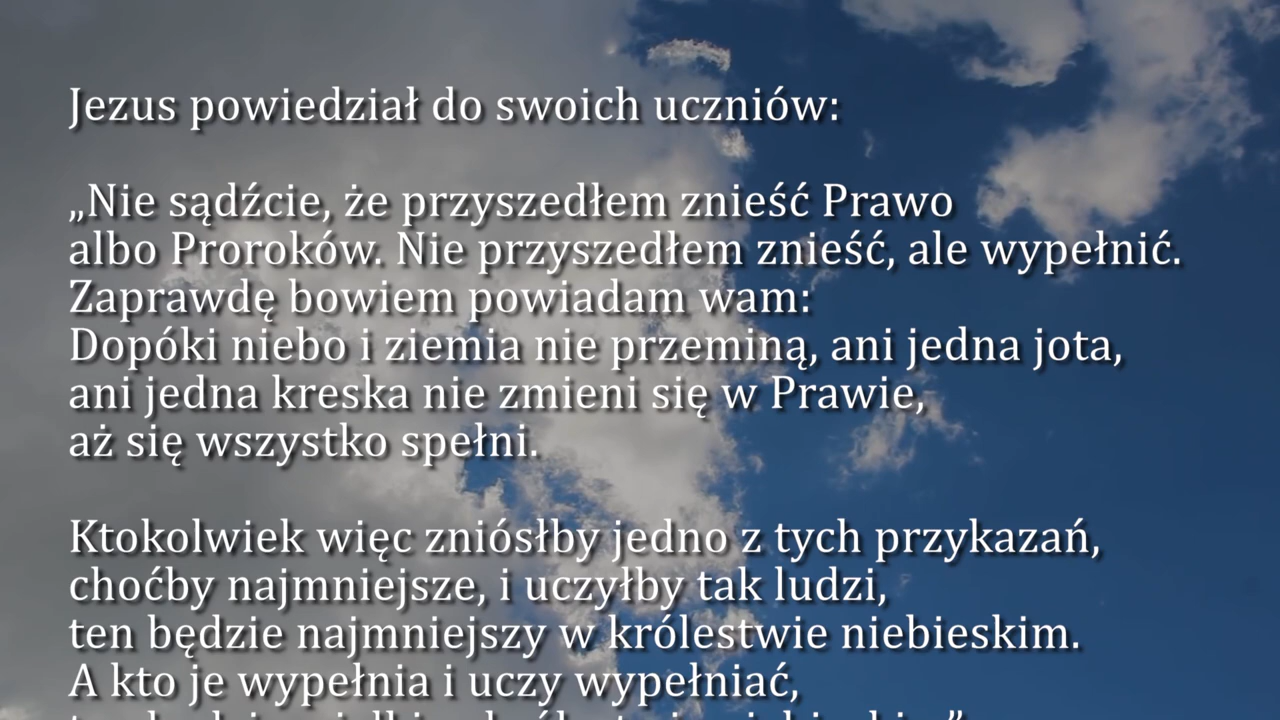 Jezus powiedział do swoich uczniów:
„Nie sądźcie, że przyszedłem znieść Prawo
albo Proroków. Nie przyszedłem znieść, ale wypełnić.
Zaprawdę bowiem powiadam wam:
Dopóki niebo i ziemia nie przeminą, ani jedna jota,
ani jedna kreska nie zmieni się w Prawie,
aż się wszystko spełni.
Ktokolwiek więc zniósłby jedno z tych przykazań,
choćby najmniejsze, i uczyłby tak ludzi,
ten będzie najmniejszy w królestwie niebieskim.
A kto je wypełnia i uczy wypełniać,